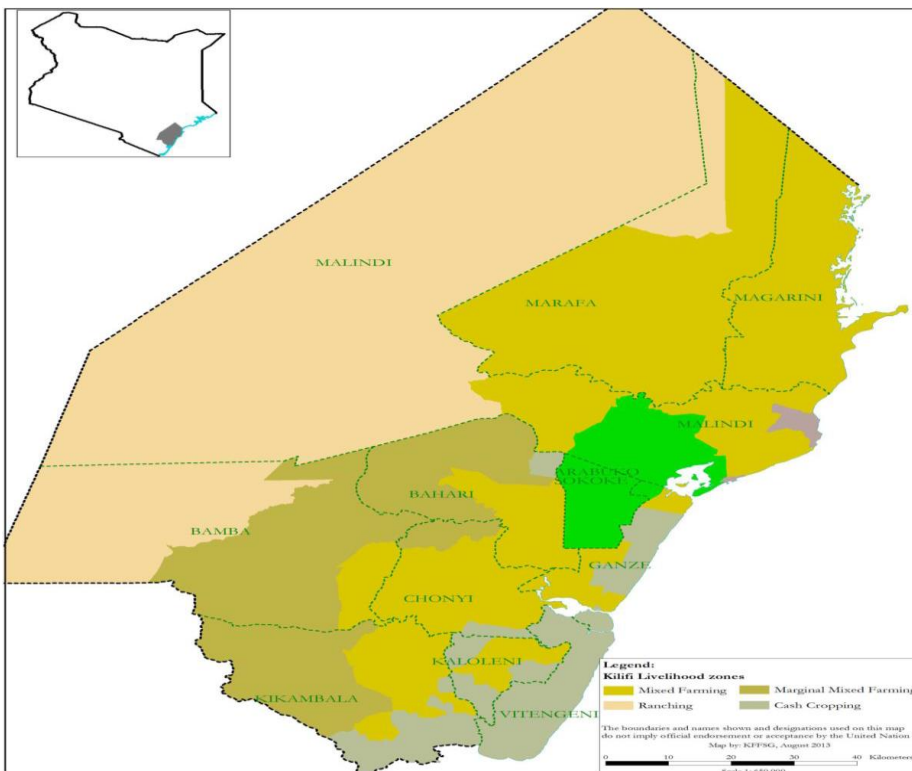 MALINDI
MARAFA
MAGARINI
MALINDI
ARABUKO
SOKOKE
BAHARI
BAMBA
GANZE
CHONYI
KALOLENI
KIKAMBALA
VITENGENI
Legend:
Kilifi Livelihood zones
Mixed Farming
Marginal Mixed Farming
Ranching
Cash Cropping
The boundaries and names shown and designations used on this map
do not imply official endorsement or acceptance by the United Nation
Map by: KFFSG, August 2013
0 10 20 30 40 Kilometers